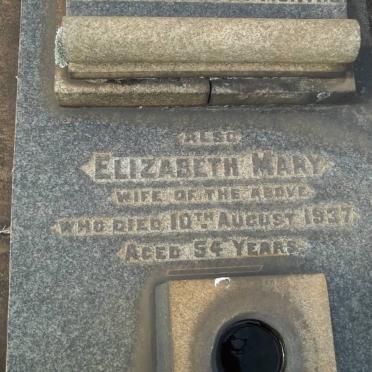 ALSO
ELIZABETH MARY
WIFE OF THE ABOVE
WHO DIED 10TH AUGUST 1937
AGED 54 YEARS